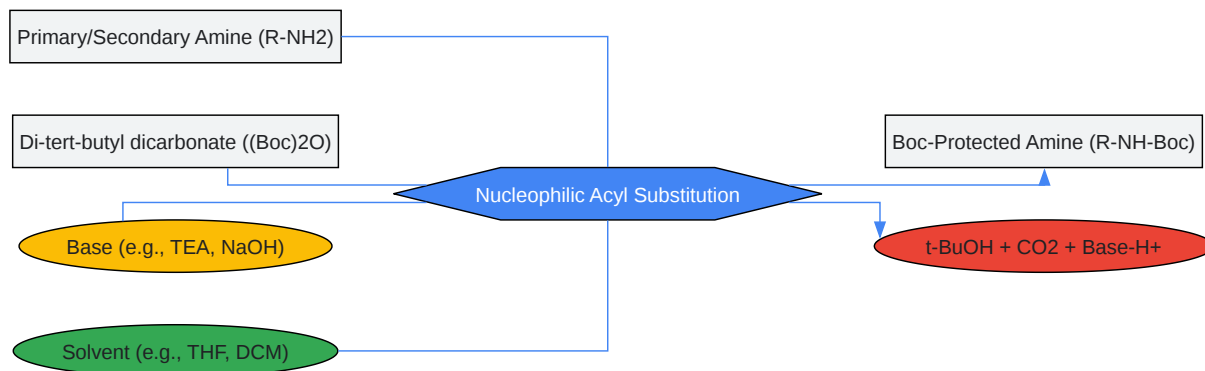 Primary/Secondary Amine (R-NH2)
Di-tert-butyl dicarbonate ((Boc)2O)
Boc-Protected Amine (R-NH-Boc)
Nucleophilic Acyl Substitution
Base (e.g., TEA, NaOH)
t-BuOH + CO2 + Base-H+
Solvent (e.g., THF, DCM)